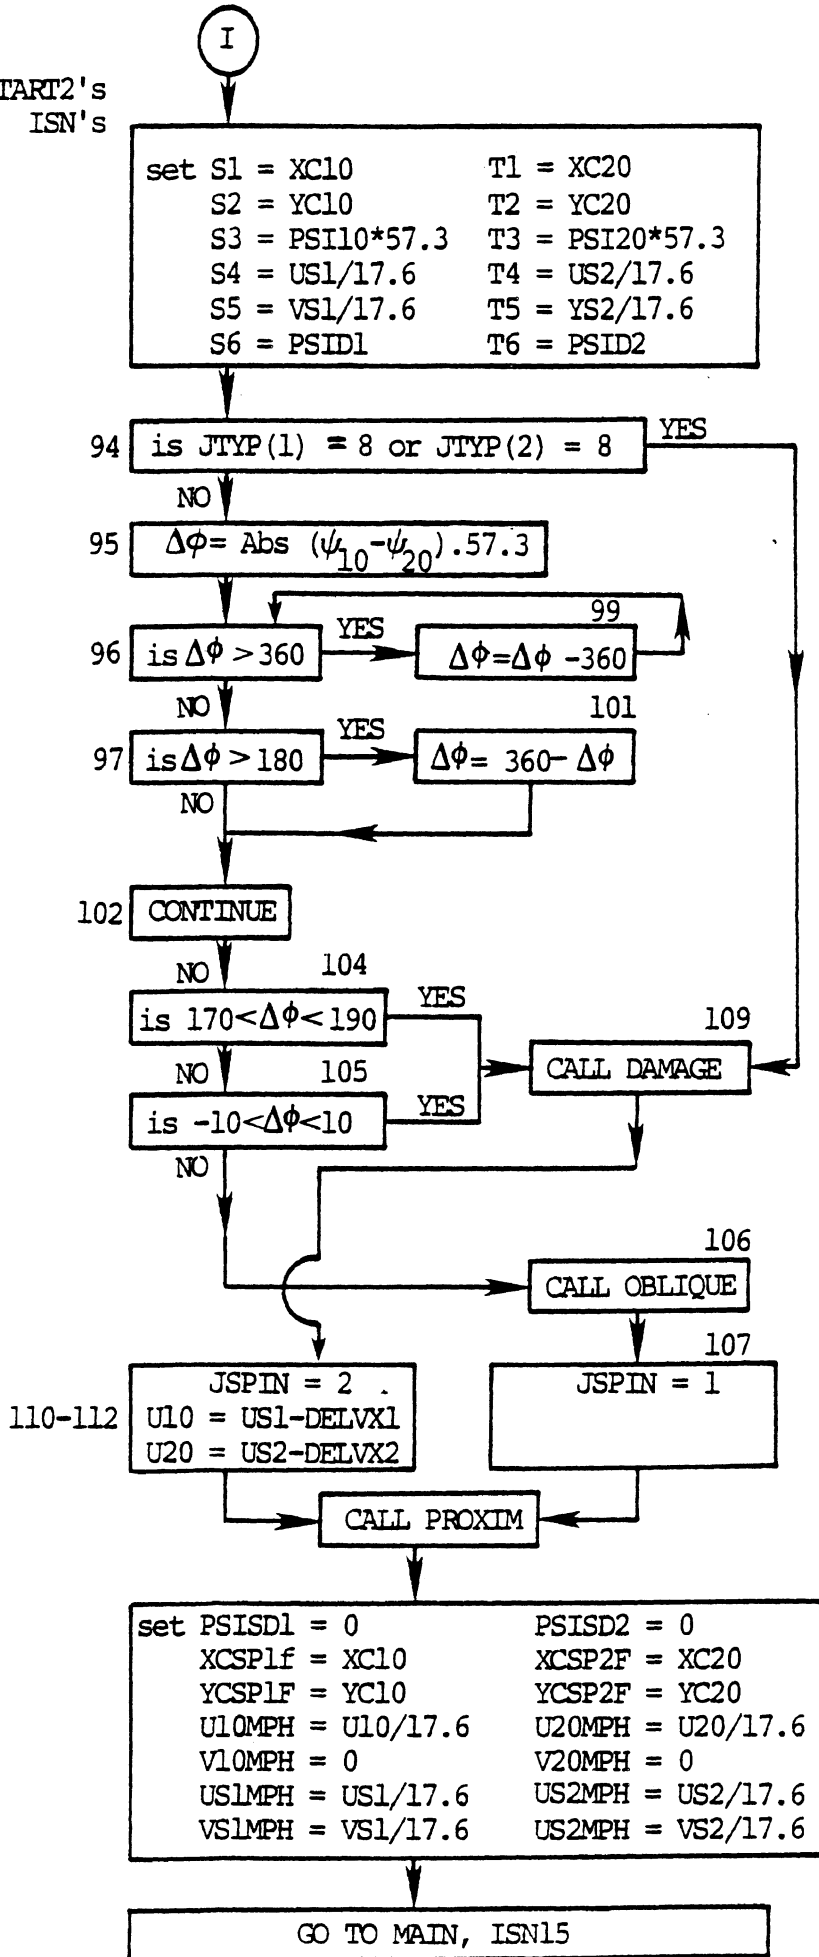 I
TART2's
ISN's
set S1 = XC10 T1 = XC20
S2 = YC10 T2 = YC20
S3 = PSI10*57.3 T3 = PSI20*57.3
S4 = US1/17.6 T4 = US2/17.6
S5 = VS1/17.6 T5 = YS2/17.6
S6 = PSID1 T6 = PSID2
94 is JTYP(1) = 8 or JTYP(2) = 8 YES
NO
95 Δϕ= Abs (ψ10-ψ20).57.3
99
96 is Δϕ > 360 YES Δϕ=Δϕ -360
NO
101
97 is Δϕ > 180 YES Δϕ= 360- Δϕ
NO
102 CONTINUE
NO 104
is 170<Δϕ<190 YES
109
CALL DAMAGE
NO 105
is -10<Δϕ<10 YES
NO
106
CALL OBLIQUE
107
JSPIN = 2 JSPIN = 1
110-112 U10 = US1-DELVX1
U20 = US2-DELVX2
CALL PROXIM
set PSISD1 = 0 PSISD2 = 0
XCSP1f = XC10 XCSP2F = XC20
YCSP1F = YC10 YCSP2F = YC20
U10MPH = U10/17.6 U20MPH = U20/17.6
V10MPH = 0 V20MPH = 0
US1MPH = US1/17.6 US2MPH = US2/17.6
VS1MPH = VS1/17.6 US2MPH = VS2/17.6
GO TO MAIN, ISN15